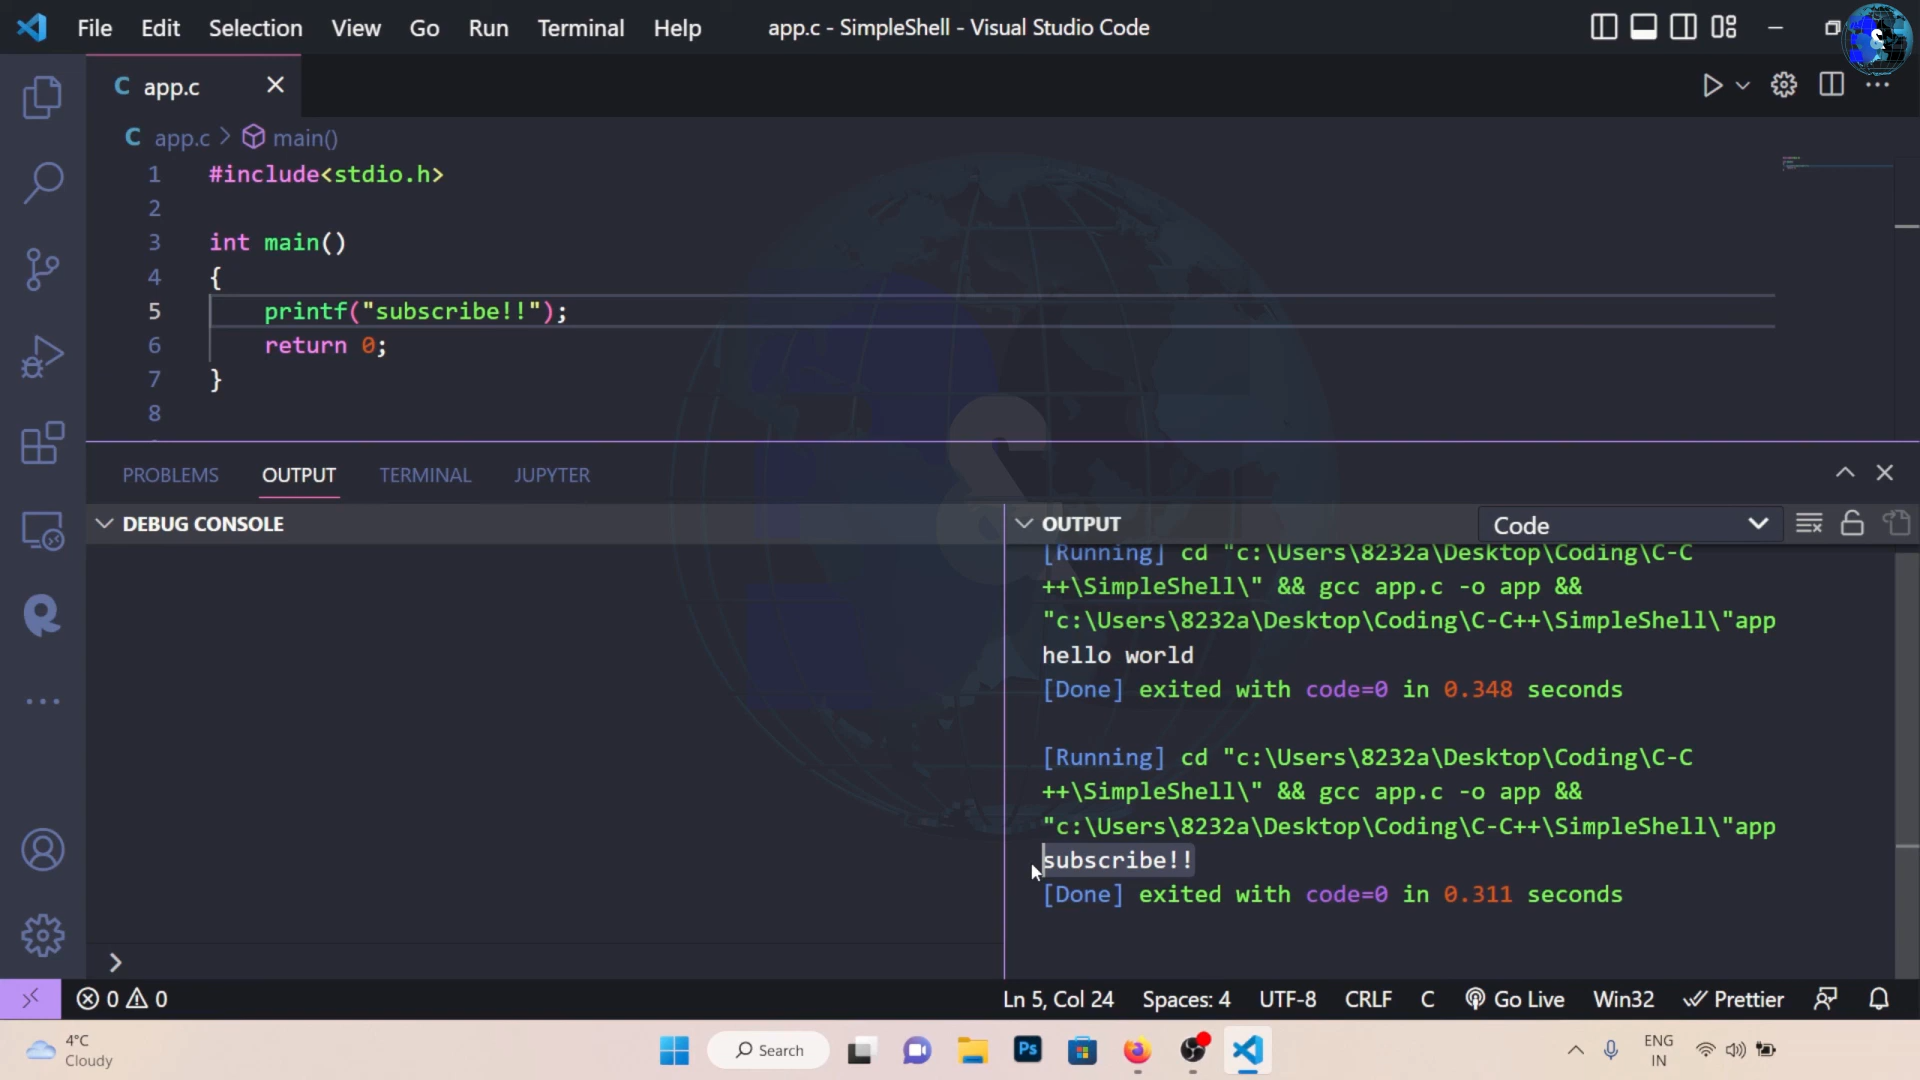 File Edit Selection View Go Run Terminal Help app.c - SimpleShell - Visual Studio Code
C app.c
C app.c > main()
1 #include<stdio.h>
2
3 int main()
4 {
5 printf("subscribe!!");
6 return 0;
7 }
8
PROBLEMS OUTPUT TERMINAL JUPYTER
DEBUG CONSOLE
OUTPUT Code
[Running] cd "c:\Users\8232a\Desktop\Coding\C-C
++\SimpleShell\" && gcc app.c -o app &&
"c:\Users\8232a\Desktop\Coding\C-C++\SimpleShell\"app
hello world
[Done] exited with code=0 in 0.348 seconds
[Running] cd "c:\Users\8232a\Desktop\Coding\C-C
++\SimpleShell\" && gcc app.c -o app &&
"c:\Users\8232a\Desktop\Coding\C-C++\SimpleShell\"app
subscribe!!
[Done] exited with code=0 in 0.311 seconds
>
0 0 Ln 5, Col 24 Spaces: 4 UTF-8 CRLF C Go Live Win32 Prettier
4°C
Cloudy
Search
Ps
ENG
IN
&
&